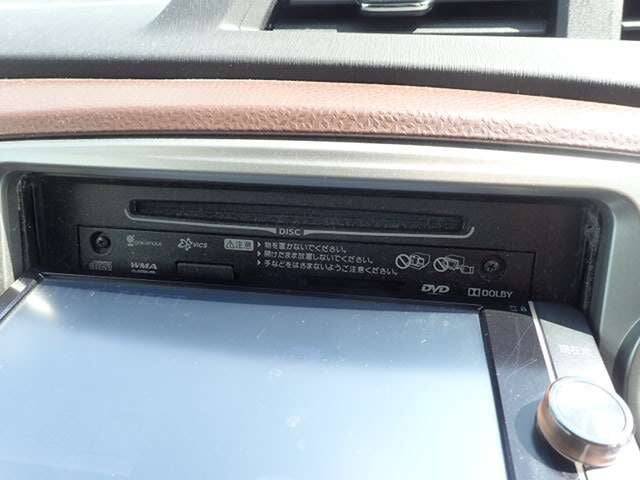 DISC
VICS
⚠注意
▶物を置かないでください。
▶開けたまま放置しないでください。
▶手などをはさまないようご注意ください。
WMA
DVD
DOLBY